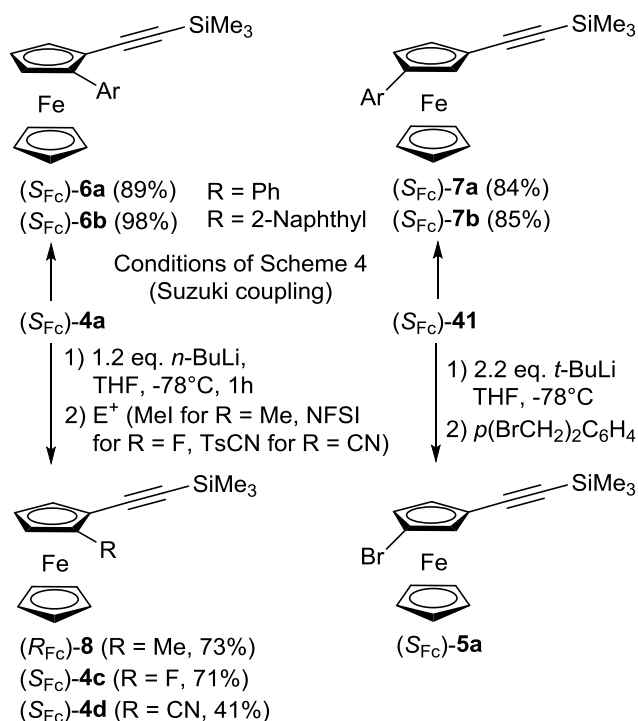 SiMe3
Ar
Fe
(SFc)-6a (89%)
(SFc)-6b (98%)
R = Ph
R = 2-Naphthyl
SiMe3
Ar
Fe
(SFc)-7a (84%)
(SFc)-7b (85%)
Conditions of Scheme 4
(Suzuki coupling)
(SFc)-4a
(SFc)-41
1) 1.2 eq. n-BuLi,
THF, -78°C, 1h
2) E+ (MeI for R = Me, NFSI
for R = F, TsCN for R = CN)
1) 2.2 eq. t-BuLi
THF, -78°C
2) p(BrCH2)2C6H4
SiMe3
R
Fe
(RFc)-8 (R = Me, 73%)
(SFc)-4c (R = F, 71%)
(SFc)-4d (R = CN, 41%)
SiMe3
Br
Fe
(SFc)-5a